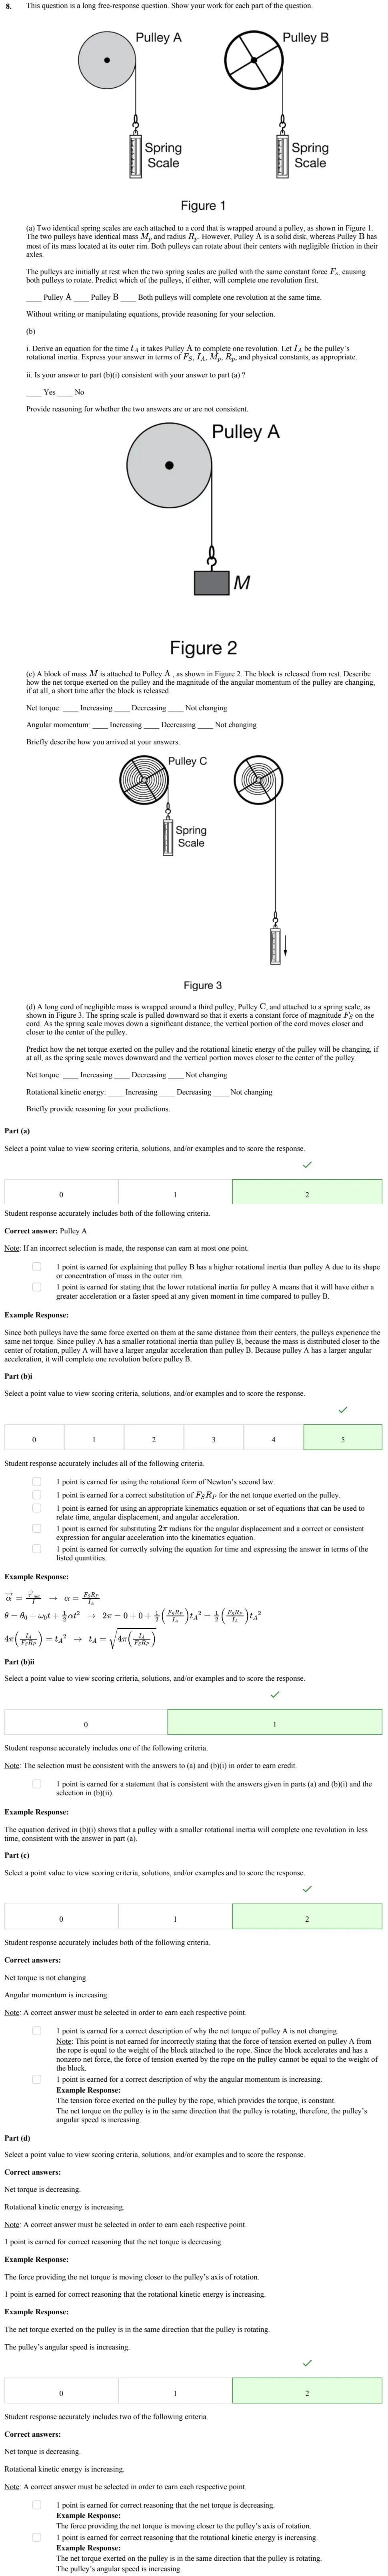 8. This question is a long free-response question. Show your work for each part of the question.
Pulley A
Pulley B
Spring
Scale
Spring
Scale
Figure 1
(a) Two identical spring scales are each attached to a cord that is wrapped around a pulley, as shown in Figure 1.
The two pulleys have identical mass M_p and radius R_p. However, Pulley A is a solid disk, whereas Pulley B has
most of its mass located at its outer rim. Both pulleys can rotate about their centers with negligible friction in their
axles.
The pulleys are initially at rest when the two spring scales are pulled with the same constant force F_s, causing
both pulleys to rotate. Predict which of the pulleys, if either, will complete one revolution first.
____ Pulley A ____ Pulley B ____ Both pulleys will complete one revolution at the same time.
Without writing or manipulating equations, provide reasoning for your selection.
(b)
i. Derive an equation for the time t_A it takes Pulley A to complete one revolution. Let I_A be the pulley's
rotational inertia. Express your answer in terms of F_S, I_A, M_p, R_p, and physical constants, as appropriate.
ii. Is your answer to part (b)(i) consistent with your answer to part (a) ?
____ Yes ____ No
Provide reasoning for whether the two answers are or are not consistent.
Pulley A
M
Figure 2
(c) A block of mass M is attached to Pulley A , as shown in Figure 2. The block is released from rest. Describe
how the net torque exerted on the pulley and the magnitude of the angular momentum of the pulley are changing,
if at all, a short time after the block is released.
Net torque: ____ Increasing ____ Decreasing ____ Not changing
Angular momentum: ____ Increasing ____ Decreasing ____ Not changing
Briefly describe how you arrived at your answers.
Pulley C
Spring
Scale
Figure 3
(d) A long cord of negligible mass is wrapped around a third pulley, Pulley C, and attached to a spring scale, as
shown in Figure 3. The spring scale is pulled downward so that it exerts a constant force of magnitude F_S on the
cord. As the spring scale moves down a significant distance, the vertical portion of the cord moves closer and
closer to the center of the pulley.
Predict how the net torque exerted on the pulley and the rotational kinetic energy of the pulley will be changing, if
at all, as the spring scale moves downward and the vertical portion moves closer to the center of the pulley.
Net torque: ____ Increasing ____ Decreasing ____ Not changing
Rotational kinetic energy: ____ Increasing ____ Decreasing ____ Not changing
Briefly provide reasoning for your predictions.
Part (a)
Select a point value to view scoring criteria, solutions, and/or examples and to score the response.
0 1 2
Student response accurately includes both of the following criteria.
Correct answer: Pulley A
Note: If an incorrect selection is made, the response can earn at most one point.
1 point is earned for explaining that pulley B has a higher rotational inertia than pulley A due to its shape
or concentration of mass in the outer rim.
1 point is earned for stating that the lower rotational inertia for pulley A means that it will have either a
greater acceleration or a faster speed at any given moment in time compared to pulley B.
Example Response:
Since both pulleys have the same force exerted on them at the same distance from their centers, the pulleys experience the
same net torque. Since pulley A has a smaller rotational inertia than pulley B, because the mass is distributed closer to the
center of rotation, pulley A will have a larger angular acceleration than pulley B. Because pulley A has a larger angular
acceleration, it will complete one revolution before pulley B.
Part (b)i
Select a point value to view scoring criteria, solutions, and/or examples and to score the response.
0 1 2 3 4 5
Student response accurately includes all of the following criteria.
1 point is earned for using the rotational form of Newton's second law.
1 point is earned for a correct substitution of F_S R_P for the net torque exerted on the pulley.
1 point is earned for using an appropriate kinematics equation or set of equations that can be used to
relate time, angular displacement, and angular acceleration.
1 point is earned for substituting 2π radians for the angular displacement and a correct or consistent
expression for angular acceleration into the kinematics equation.
1 point is earned for correctly solving the equation for time and expressing the answer in terms of the
listed quantities.
Example Response:
α⃗ = τ⃗_net/I → α = F_S R_P/I_A
θ = θ₀ + ω₀t + ½αt² → 2π = 0 + 0 + ½(F_S R_P/I_A)t_A² = ½(F_S R_P/I_A)t_A²
4π(I_A/F_S R_P) = t_A² → t_A = √(4π(I_A/F_S R_P))
Part (b)ii
Select a point value to view scoring criteria, solutions, and/or examples and to score the response.
0 1
Student response accurately includes one of the following criteria.
Note: The selection must be consistent with the answers to (a) and (b)(i) in order to earn credit.
1 point is earned for a statement that is consistent with the answers given in parts (a) and (b)(i) and the
selection in (b)(ii).
Example Response:
The equation derived in (b)(i) shows that a pulley with a smaller rotational inertia will complete one revolution in less
time, consistent with the answer in part (a).
Part (c)
Select a point value to view scoring criteria, solutions, and/or examples and to score the response.
0 1 2
Student response accurately includes both of the following criteria.
Correct answers:
Net torque is not changing.
Angular momentum is increasing.
Note: A correct answer must be selected in order to earn each respective point.
1 point is earned for a correct description of why the net torque of pulley A is not changing.
Note: This point is not earned for incorrectly stating that the force of tension exerted on pulley A from
the rope is equal to the weight of the block attached to the rope. Since the block accelerates and has a
nonzero net force, the force of tension exerted by the rope on the pulley cannot be equal to the weight of
the block.
1 point is earned for a correct description of why the angular momentum is increasing.
Example Response:
The tension force exerted on the pulley by the rope, which provides the torque, is constant.
The net torque on the pulley is in the same direction that the pulley is rotating, therefore, the pulley's
angular speed is increasing.
Part (d)
Select a point value to view scoring criteria, solutions, and/or examples and to score the response.
Correct answers:
Net torque is decreasing.
Rotational kinetic energy is increasing.
Note: A correct answer must be selected in order to earn each respective point.
1 point is earned for correct reasoning that the net torque is decreasing.
Example Response:
The force providing the net torque is moving closer to the pulley's axis of rotation.
1 point is earned for correct reasoning that the rotational kinetic energy is increasing.
Example Response:
The net torque exerted on the pulley is in the same direction that the pulley is rotating.
The pulley's angular speed is increasing.
0 1 2
Student response accurately includes two of the following criteria.
Correct answers:
Net torque is decreasing.
Rotational kinetic energy is increasing.
Note: A correct answer must be selected in order to earn each respective point.
1 point is earned for correct reasoning that the net torque is decreasing.
Example Response:
The force providing the net torque is moving closer to the pulley's axis of rotation.
1 point is earned for correct reasoning that the rotational kinetic energy is increasing.
Example Response:
The net torque exerted on the pulley is in the same direction that the pulley is rotating.
The pulley's angular speed is increasing.